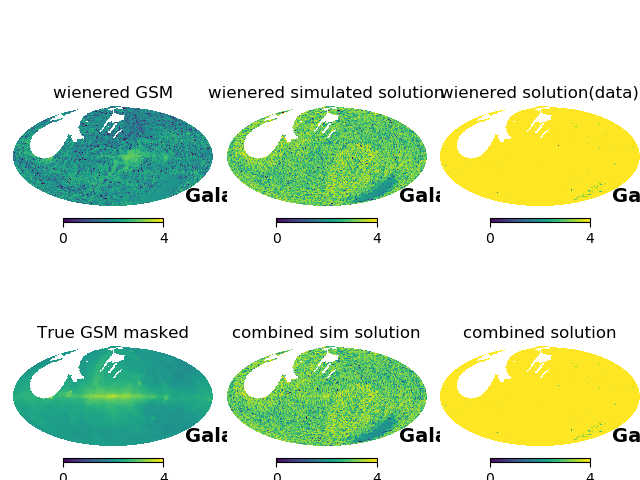 wienered GSM
wienered simulated solution
wienered solution(data)
Gala
Gala
Ga
0 4
0 4
0 4
True GSM masked
combined sim solution
combined solution
Gala
Gala
Ga
0 4
0 4
0 4